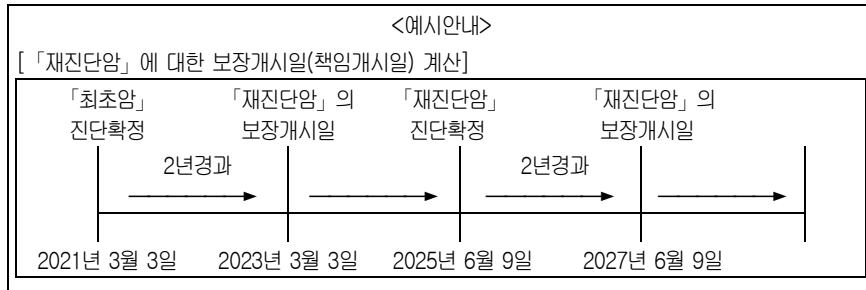 <예시안내>
[「재진단암」에 대한 보장개시일(책임개시일) 계산]
「최초암」 「재진단암」의 「재진단암」 「재진단암」의
진단확정 보장개시일 진단확정 보장개시일
2년경과 2년경과
2021년 3월 3일 2023년 3월 3일 2025년 6월 9일 2027년 6월 9일